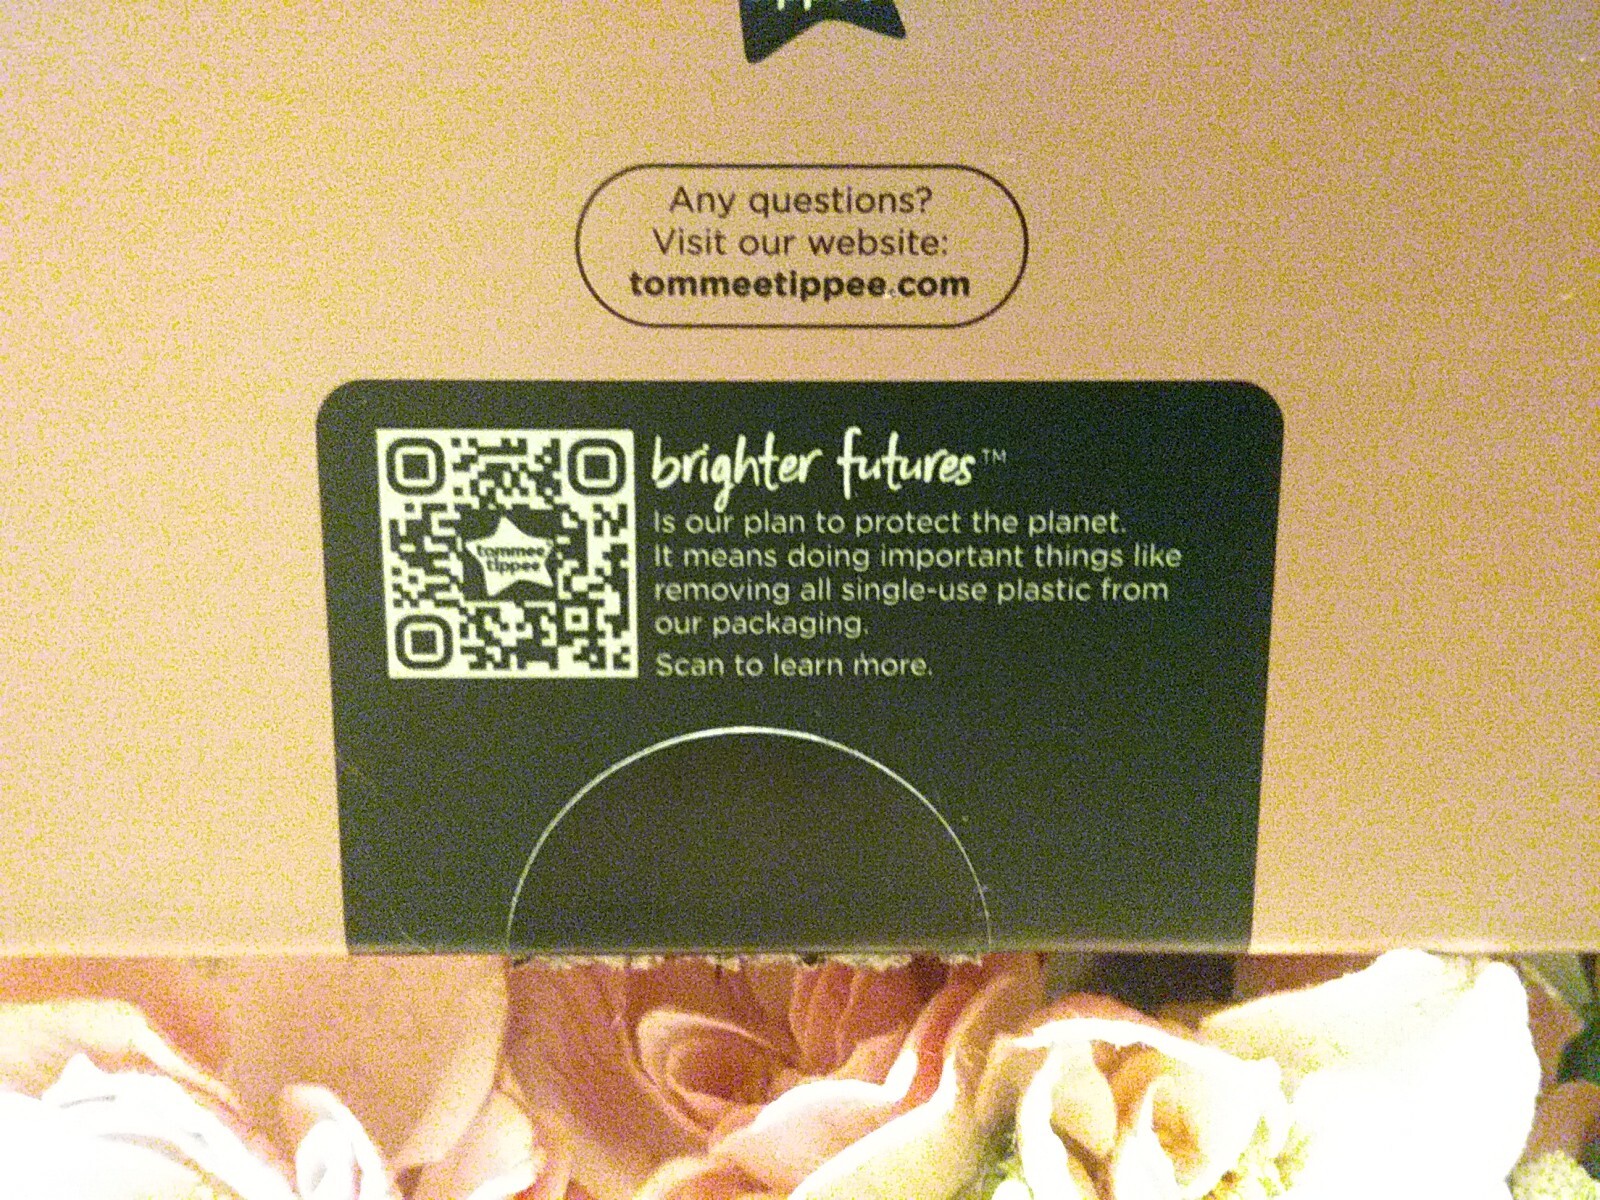 Any questions?
Visit our website:
tommeetippee.com
brighter futures™
Is our plan to protect the planet.
It means doing important things like
removing all single-use plastic from
our packaging.
Scan to learn more.
tommee
tippee